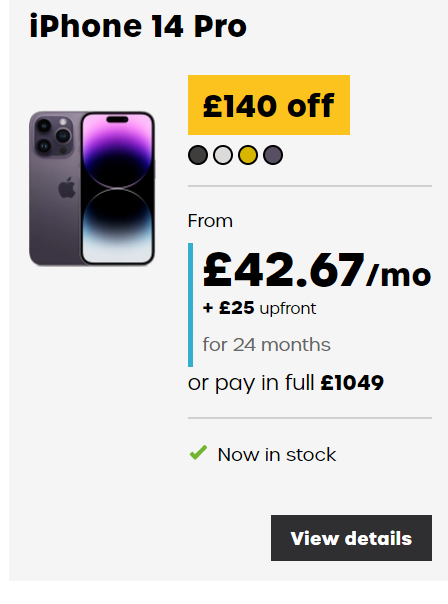 iPhone 14 Pro
£140 off
From
£42.67/mo
+ £25 upfront
for 24 months
or pay in full £1049
Now in stock
View details